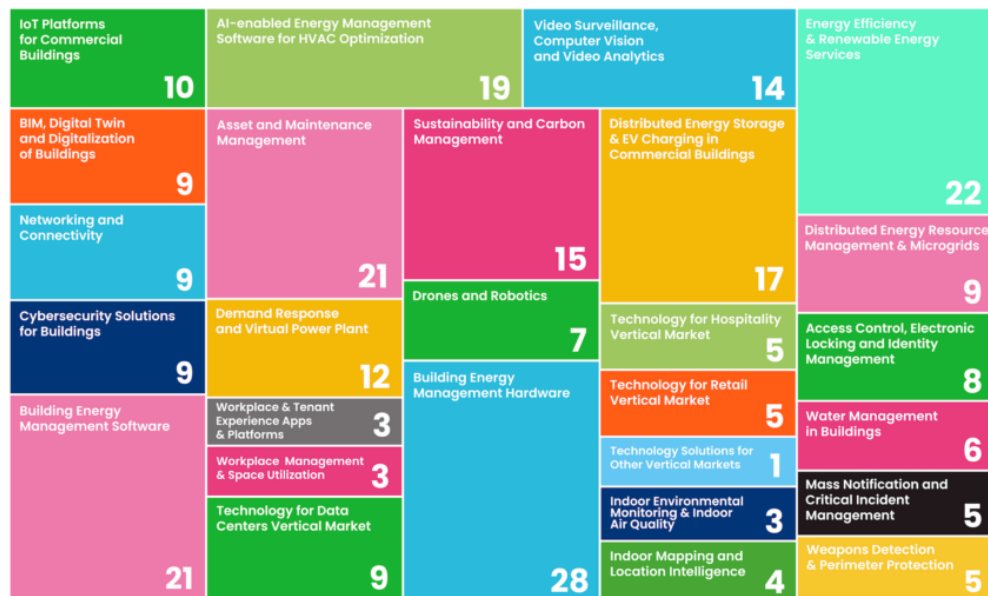 IoT Platforms
for Commercial
Buildings
10
AI-enabled Energy Management
Software for HVAC Optimization
19
Video Surveillance,
Computer Vision
and Video Analytics
14
Energy Efficiency
& Renewable Energy
Services
22
BIM, Digital Twin
and Digitalization
of Buildings
9
Asset and Maintenance
Management
21
Sustainability and Carbon
Management
15
Distributed Energy Storage
& EV Charging in
Commercial Buildings
17
Networking and
Connectivity
9
Distributed Energy Resource
Management & Microgrids
9
Cybersecurity Solutions
for Buildings
9
Demand Response
and Virtual Power Plant
12
Drones and Robotics
7
Technology for Hospitality
Vertical Market
5
Access Control, Electronic
Locking and Identity
Management
8
Building Energy
Management Software
21
Workplace & Tenant
Experience Apps
& Platforms
3
Building Energy
Management Hardware
28
Technology for Retail
Vertical Market
5
Water Management
in Buildings
6
Workplace Management
& Space Utilization
3
Technology Solutions for
Other Vertical Markets
1
Mass Notification and
Critical Incident
Management
5
Technology for Data
Centers Vertical Market
9
Indoor Environmental
Monitoring & Indoor
Air Quality
3
Indoor Mapping and
Location Intelligence
4
Weapons Detection
& Perimeter Protection
5